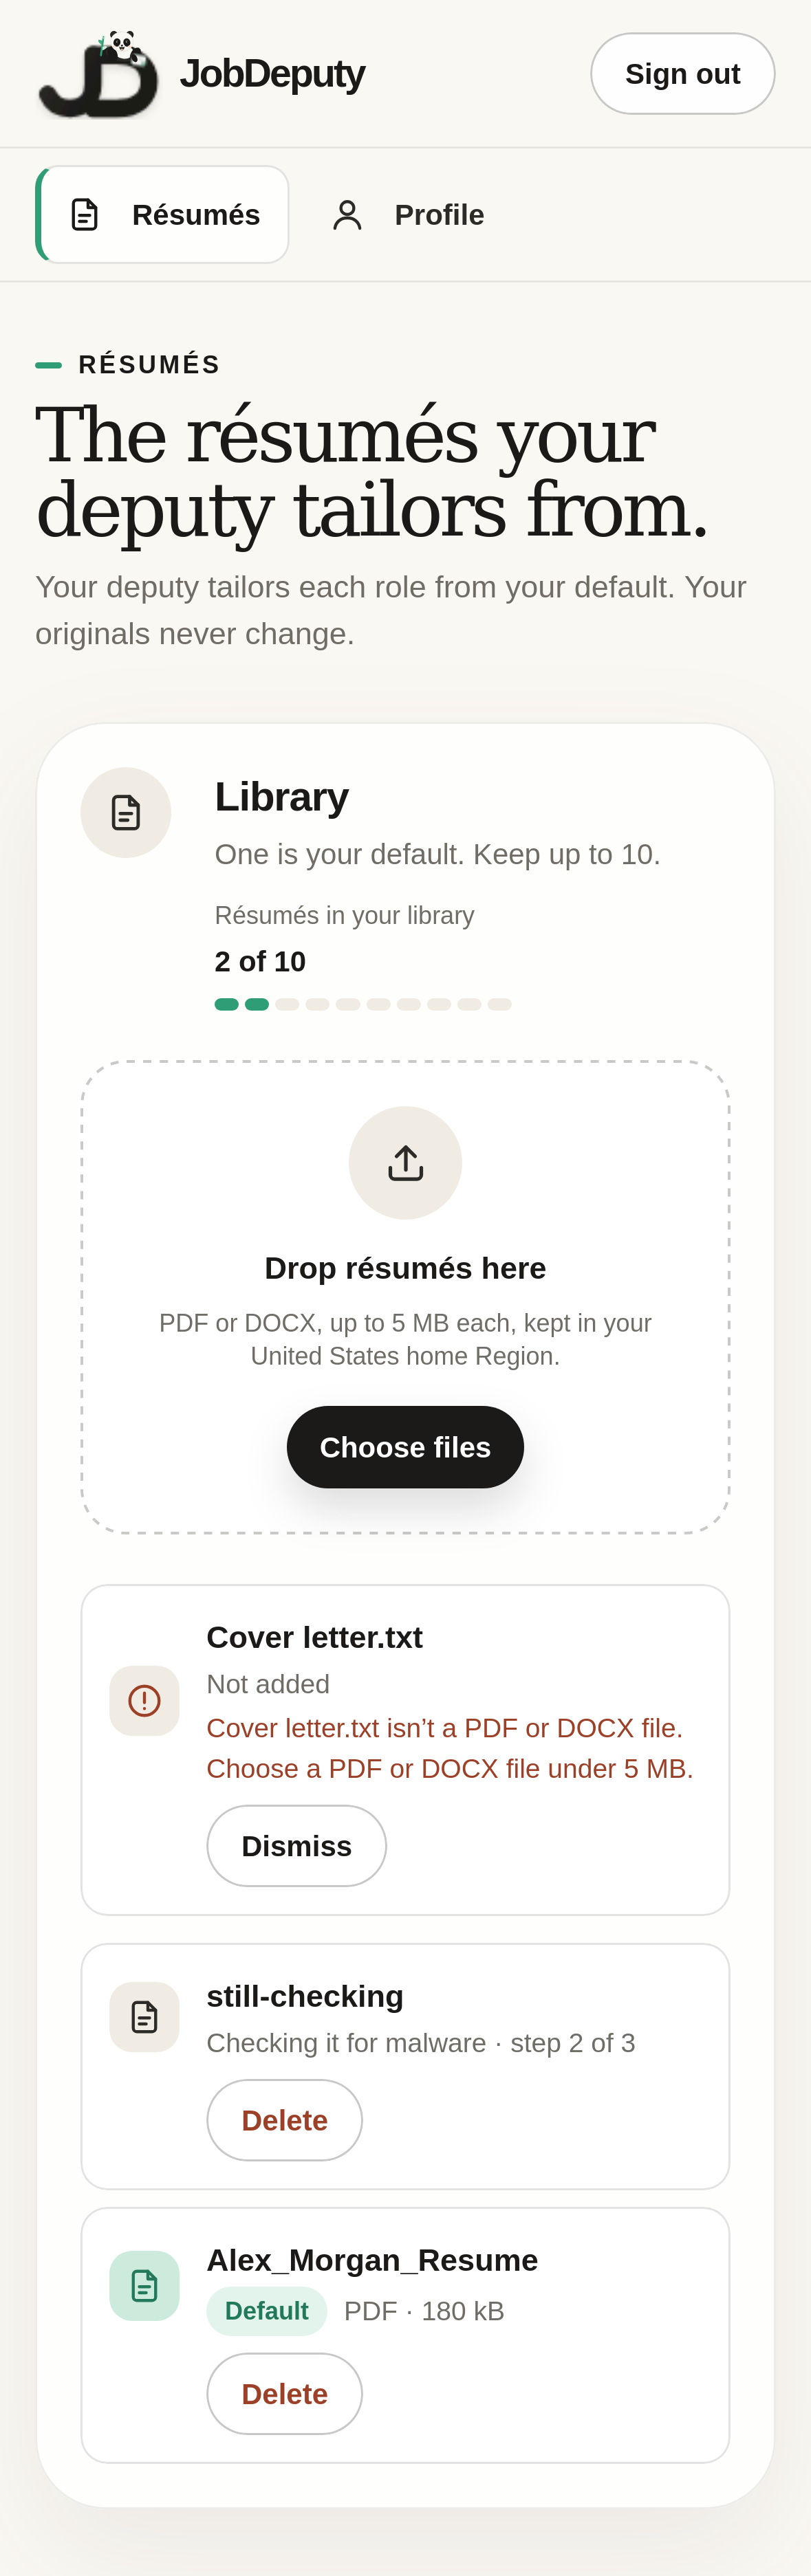 JobDeputy
Sign out
Résumés
Profile
RÉSUMÉS
The résumés your
deputy tailors from.
Your deputy tailors each role from your default. Your
originals never change.
Library
One is your default. Keep up to 10.
Résumés in your library
2 of 10
Drop résumés here
PDF or DOCX, up to 5 MB each, kept in your
United States home Region.
Choose files
Cover letter.txt
Not added
Cover letter.txt isn’t a PDF or DOCX file.
Choose a PDF or DOCX file under 5 MB.
Dismiss
still-checking
Checking it for malware · step 2 of 3
Delete
Alex_Morgan_Resume
Default PDF · 180 kB
Delete